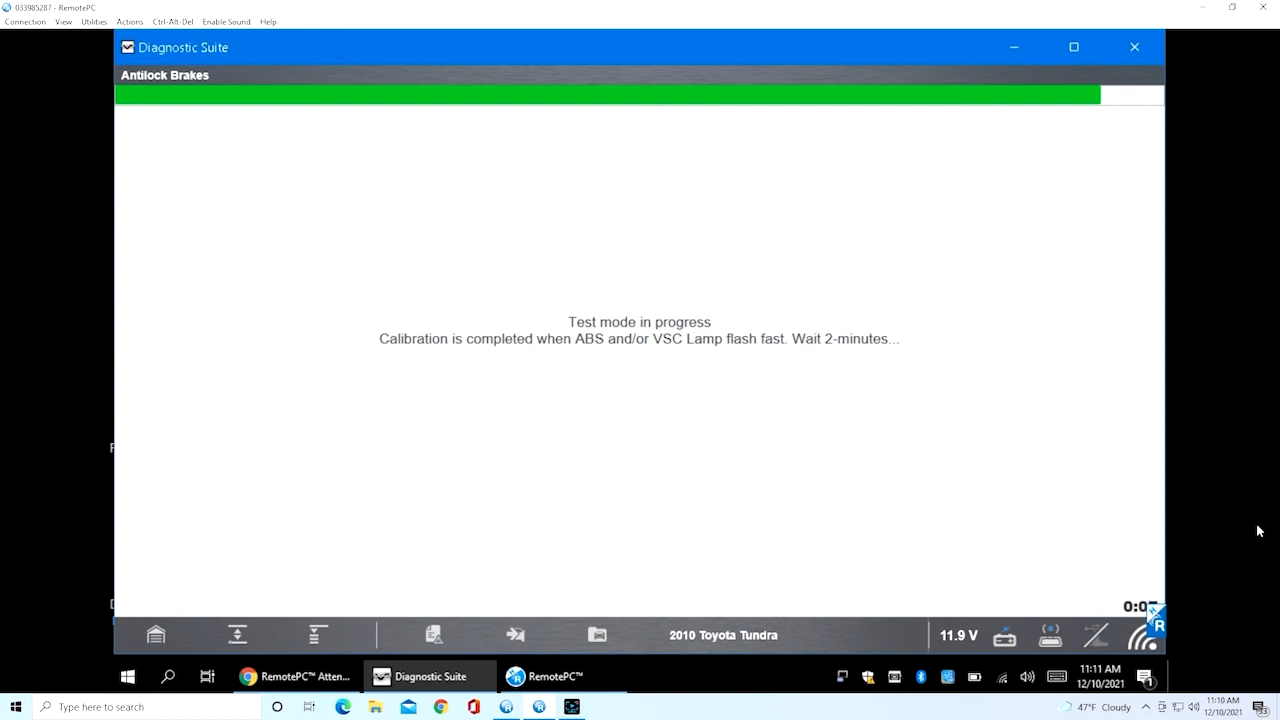 033985287 - RemotePC
Connection View Utilities Actions Ctrl-Alt-Del Enable Sound Help
Diagnostic Suite
Antilock Brakes
Test mode in progress
Calibration is completed when ABS and/or VSC Lamp flash fast. Wait 2-minutes...
2010 Toyota Tundra
11.9 V
R
RemotePC™ Atten...
Diagnostic Suite
RemotePC™
11:11 AM
12/10/2021
1
Type here to search
47°F Cloudy
11:10 AM
12/10/2021